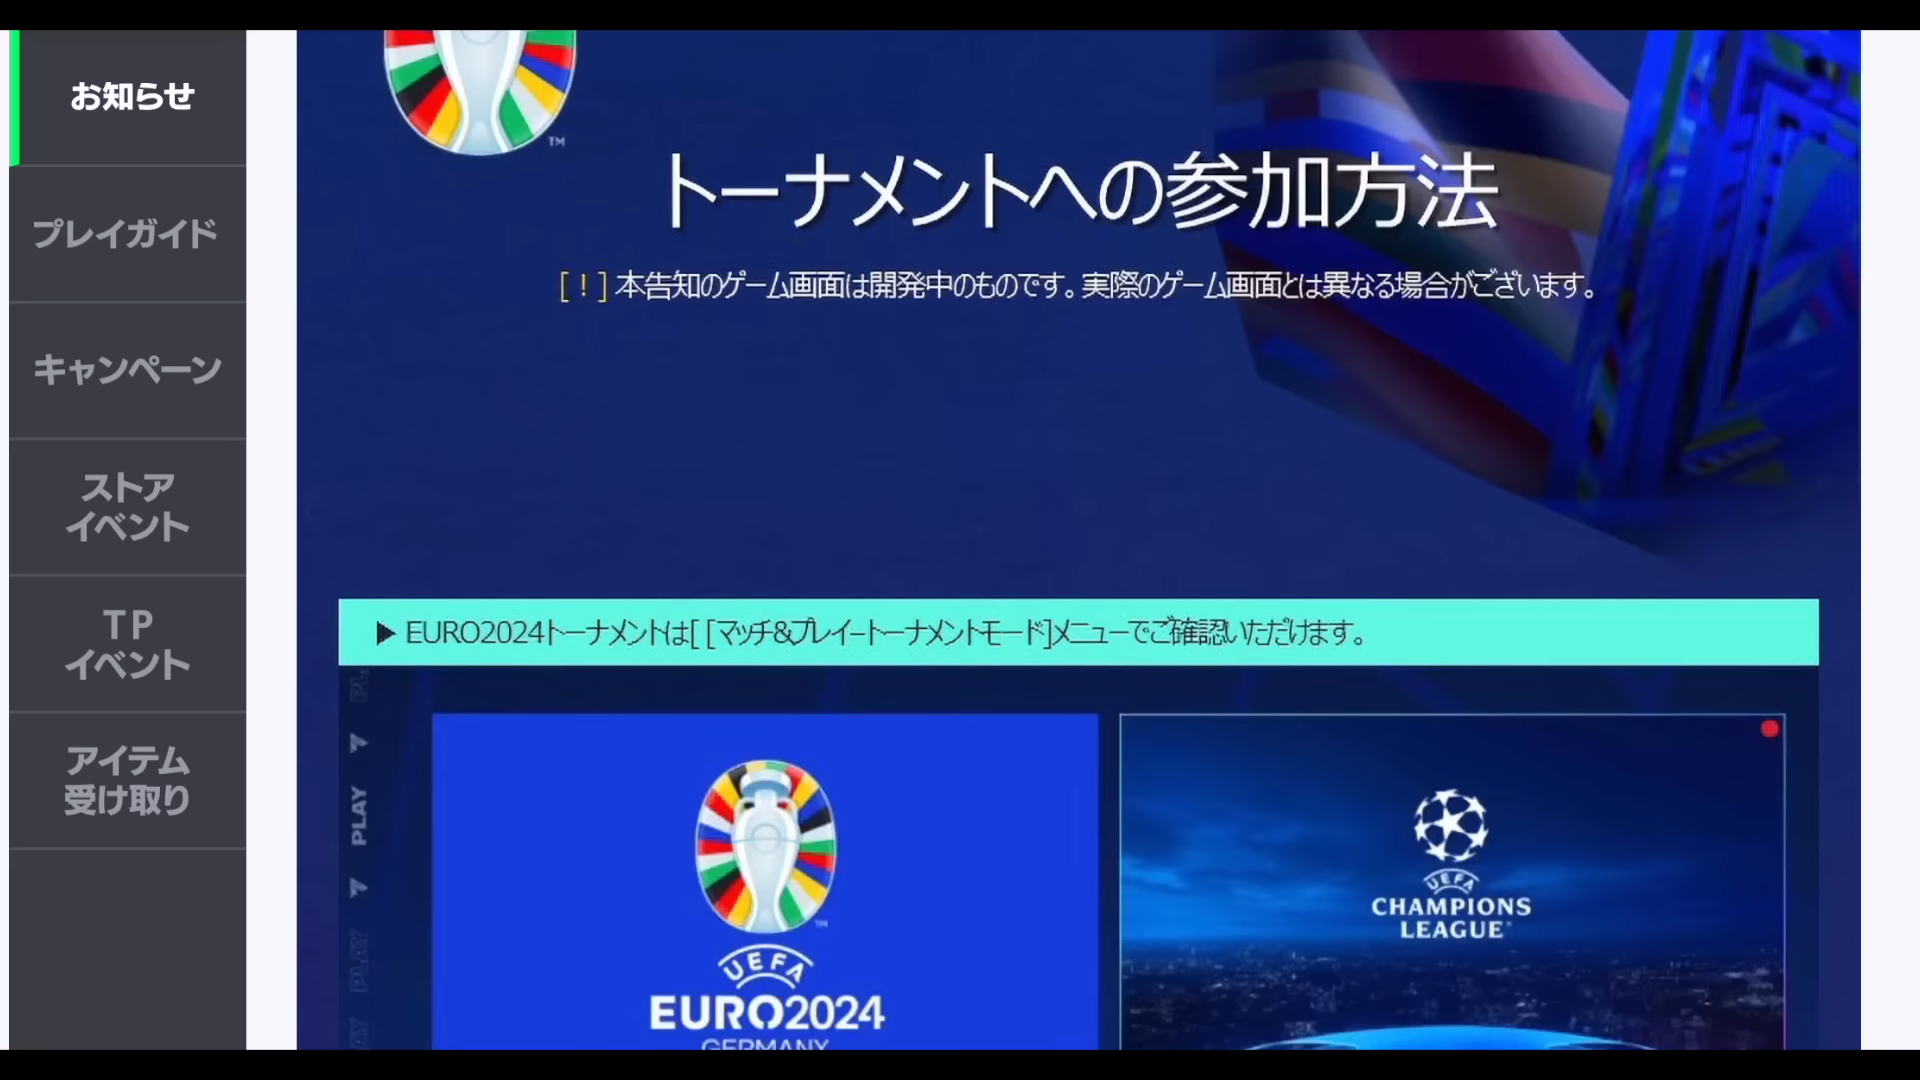 お知らせ
プレイガイド
キャンペーン
ストア
イベント
TP
イベント
アイテム
受け取り
TM
トーナメントへの参加方法
[ ! ] 本告知のゲーム画面は開発中のものです。実際のゲーム画面とは異なる場合がございます。
▶ EURO2024トーナメントは[ [マッチ&プレイートーナメントモード]メニューでご確認いただけます。
PLAY
PLAY
TM
UEFA
EURO2024
GERMANY
UEFA
CHAMPIONS
LEAGUE